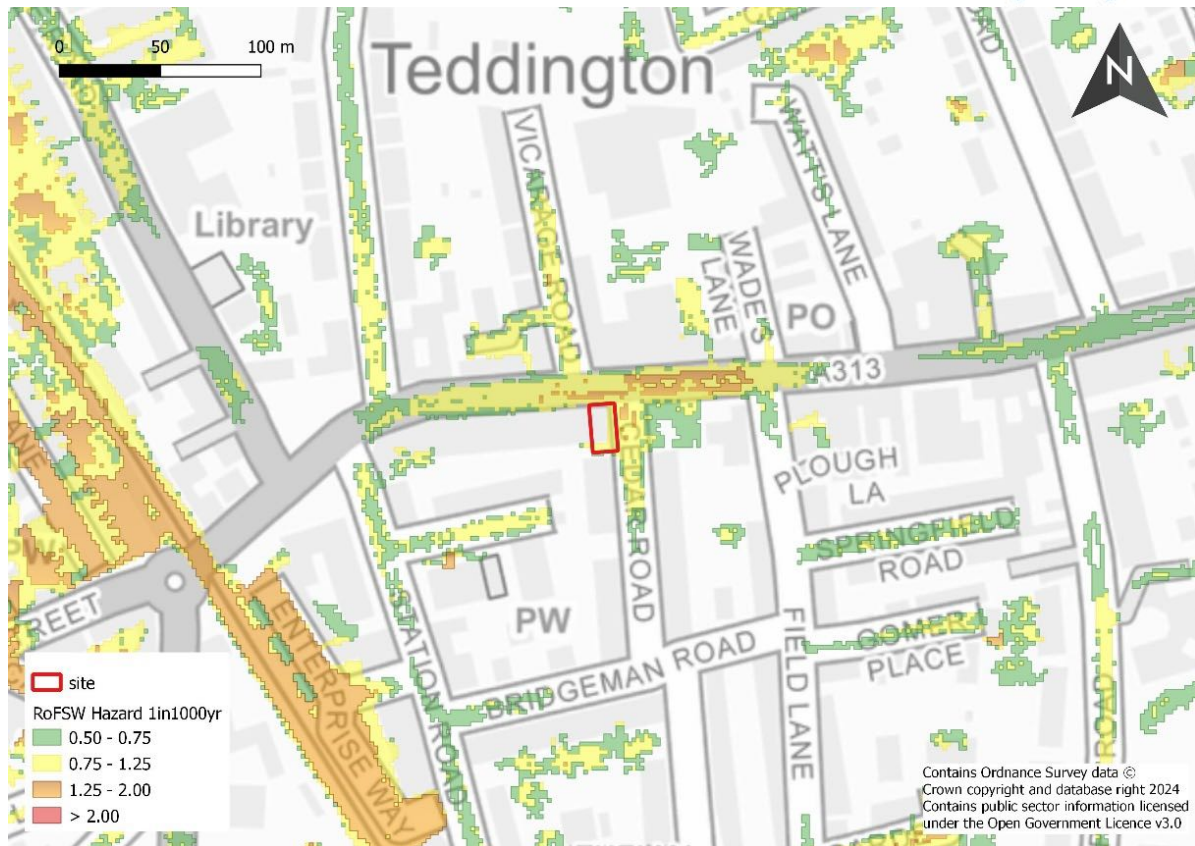 0 50 100 m
Teddington
N
VICARAGE ROAD
WATTS LANE
Library
WADE'S
LANE
PO
A313
CEDAR ROAD
PLOUGH
LA
SPRINGFIELD
ROAD
PW
PW
STREET
ENTERPRISE WAY
STATION ROAD
BRIDGEMAN ROAD
FIELD LANE
GOMER
PLACE
ROAD
ROAD
site
RoFSW Hazard 1in1000yr
0.50 - 0.75
0.75 - 1.25
1.25 - 2.00
> 2.00
Contains Ordnance Survey data ©
Crown copyright and database right 2024
Contains public sector information licensed
under the Open Government Licence v3.0